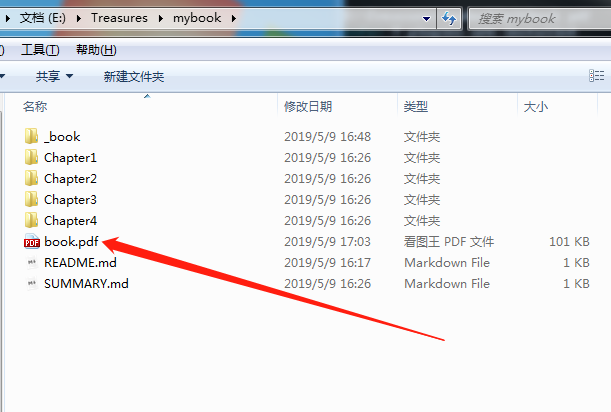 文档 (E:) ▸ Treasures ▸ mybook ▸ 搜索 mybook
) 工具(T) 帮助(H)
共享 新建文件夹
名称 修改日期 类型 大小
_book 2019/5/9 16:48 文件夹
Chapter1 2019/5/9 16:26 文件夹
Chapter2 2019/5/9 16:26 文件夹
Chapter3 2019/5/9 16:26 文件夹
Chapter4 2019/5/9 16:26 文件夹
PDF book.pdf 2019/5/9 17:03 看图王 PDF 文件 101 KB
README.md 2019/5/9 16:17 Markdown File 1 KB
SUMMARY.md 2019/5/9 16:26 Markdown File 1 KB